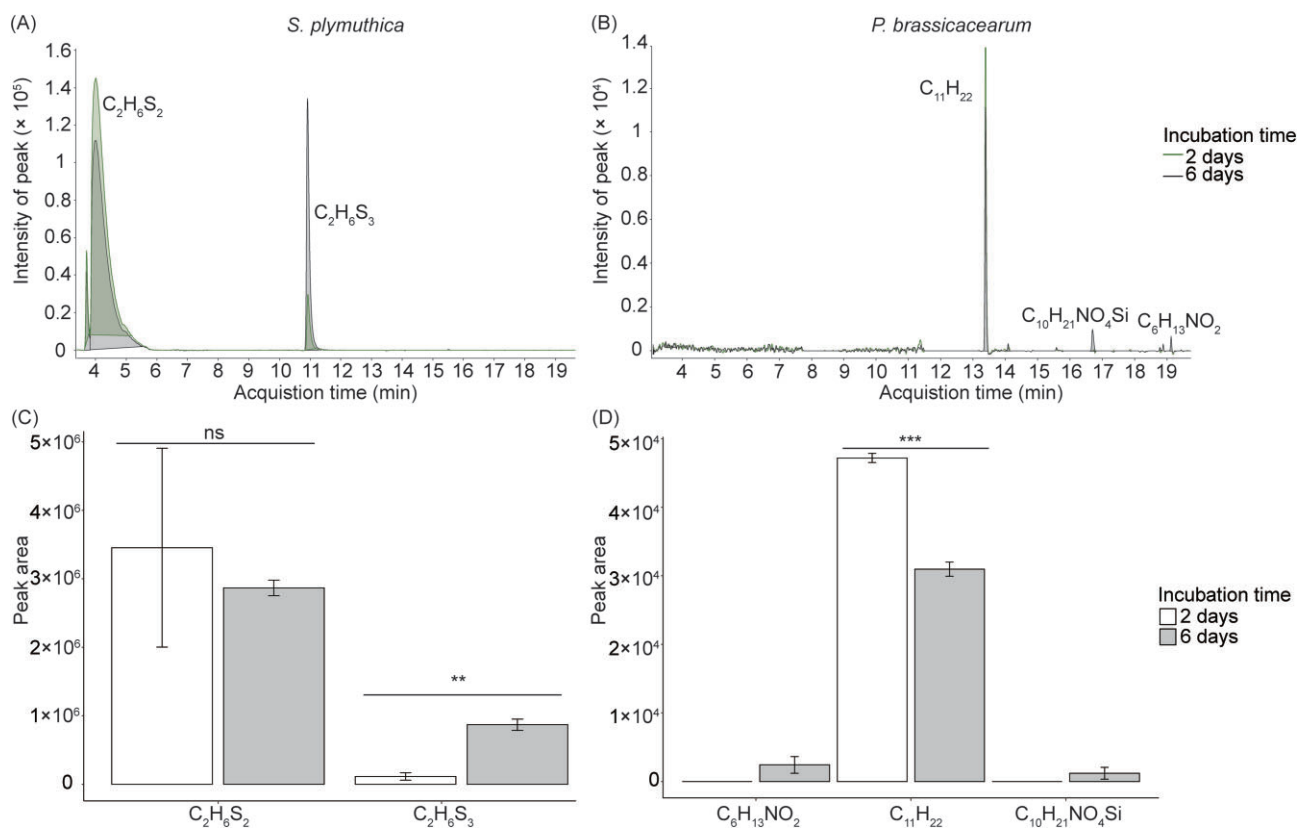 (A)
S. plymuthica
Intensity of peak (× 10⁵)
1.6
1.4
1.2
1
0.8
0.6
0.4
0.2
0
C₂H₆S₂
C₂H₆S₃
4 5 6 7 8 9 10 11 12 13 14 15 16 17 18 19
Acquistion time (min)
(B)
P. brassicacearum
Intensity of peak (× 10⁴)
1.4
1.2
1
0.8
0.6
0.4
0.2
0
C₁₁H₂₂
C₁₀H₂₁NO₄Si
C₆H₁₃NO₂
4 5 6 7 8 9 10 11 12 13 14 15 16 17 18 19
Acquistion time (min)
Incubation time
2 days
6 days
(C)
Peak area
5×10⁶
4×10⁶
3×10⁶
2×10⁶
1×10⁶
0
ns
**
C₂H₆S₂
C₂H₆S₃
(D)
Peak area
5×10⁴
4×10⁴
3×10⁴
2×10⁴
1×10⁴
0
***
C₆H₁₃NO₂
C₁₁H₂₂
C₁₀H₂₁NO₄Si
Incubation time
2 days
6 days